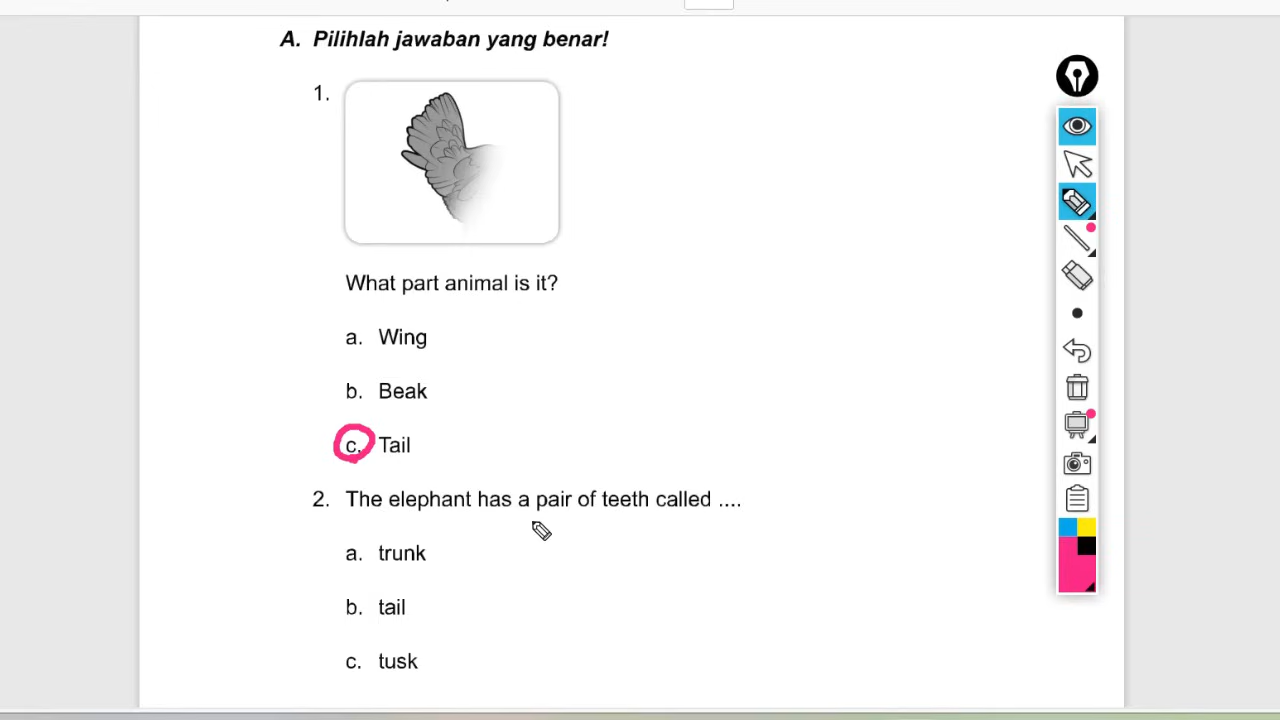 A. Pilihlah jawaban yang benar!
1.
What part animal is it?
a. Wing
b. Beak
c. Tail
2. The elephant has a pair of teeth called ....
a. trunk
b. tail
c. tusk